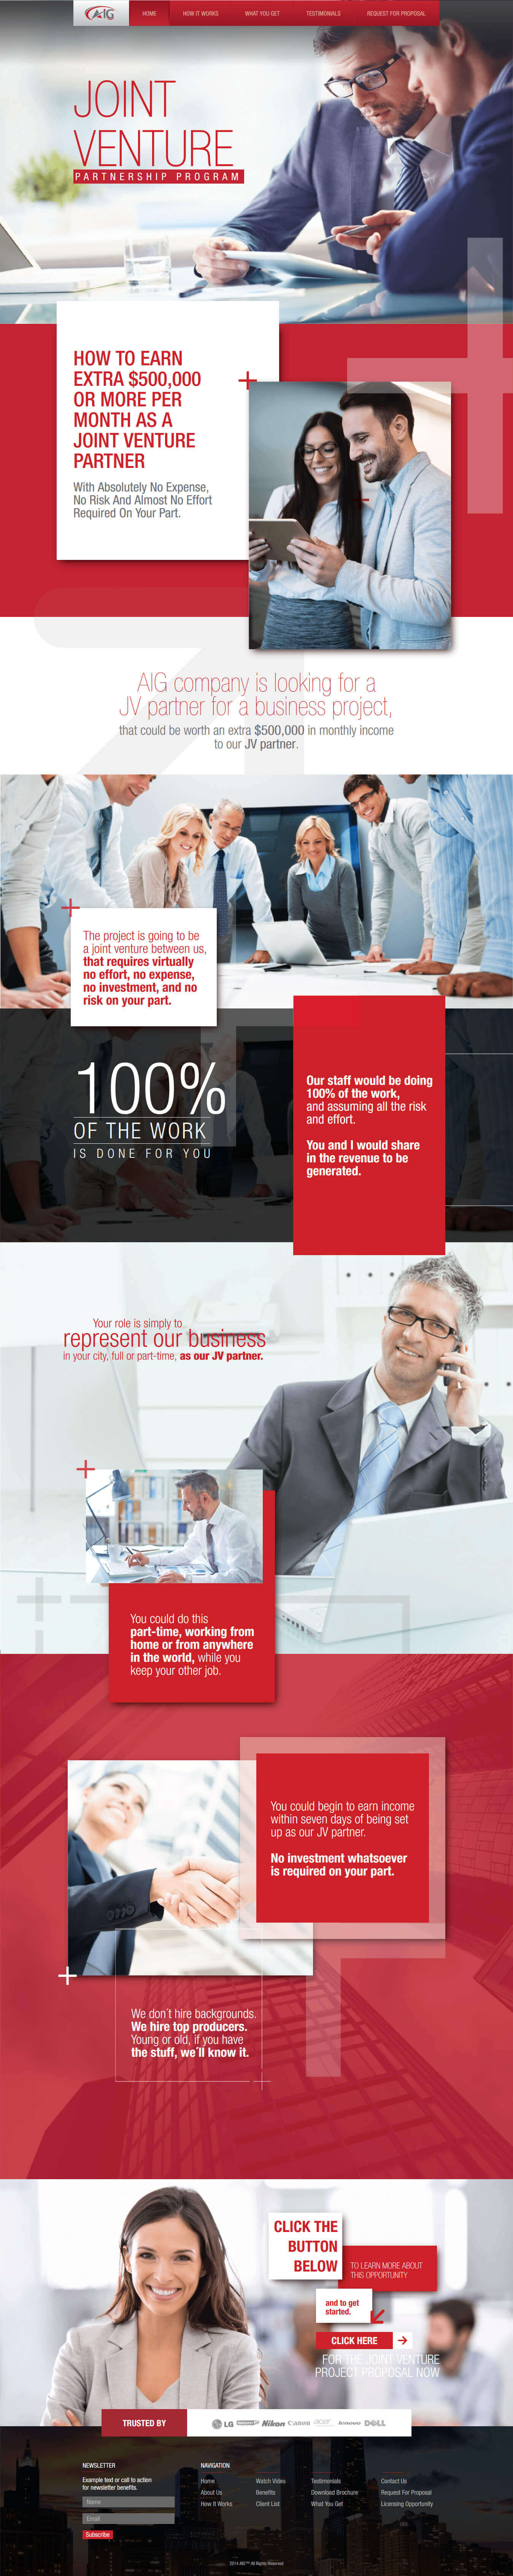 AIG
HOME HOW IT WORKS WHAT YOU GET TESTIMONIALS REQUEST FOR PROPOSAL
JOINT
VENTURE
PARTNERSHIP PROGRAM
HOW TO EARN
EXTRA $500,000
OR MORE PER
MONTH AS A
JOINT VENTURE
PARTNER
With Absolutely No Expense,
No Risk And Almost No Effort
Required On Your Part.
AIG company is looking for a
JV partner for a business project,
that could be worth an extra $500,000 in monthly income
to our JV partner.
The project is going to be
a joint venture between us,
that requires virtually
no effort, no expense,
no investment, and no
risk on your part.
100%
OF THE WORK
IS DONE FOR YOU
Our staff would be doing
100% of the work,
and assuming all the risk
and effort.
You and I would share
in the revenue to be
generated.
Your role is simply to
represent our business
in your city, full or part-time, as our JV partner.
You could do this
part-time, working from
home or from anywhere
in the world, while you
keep your other job.
You could begin to earn income
within seven days of being set
up as our JV partner.
No investment whatsoever
is required on your part.
We don´t hire backgrounds.
We hire top producers.
Young or old, if you have
the stuff, we´ll know it.
CLICK THE
BUTTON
BELOW
TO LEARN MORE ABOUT
THIS OPPORTUNITY
and to get
started.
CLICK HERE
FOR THE JOINT VENTURE
PROJECT PROPOSAL NOW
TRUSTED BY
LG Nikon Canon acer lenovo DELL
NEWSLETTER
Example text or call to action
for newsletter benefits.
Name
Email
Subscribe
NAVIGATION
Home Watch Video Testimonials Contact Us
About Us Benefits Download Brochure Request For Proposal
How It Works Client List What You Get Licensing Opportunity
2014 AIG™ All Rights Reserved